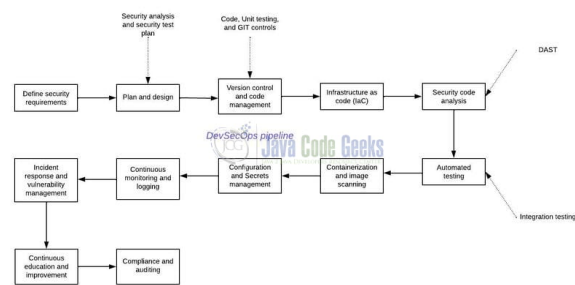 Security analysis
and security test
plan
Code, Unit testing,
and GIT controls
DAST
Define security
requirements
Plan and design
Version control
and code
management
Infrastructure as
code (IaC)
Security code
analysis
DevSecOps pipeline
JCG
Java Code Geeks
Incident
response and
vulnerability
management
Continuous
monitoring and
logging
Configuration
and Secrets
management
Containerization
and image
scanning
Automated
testing
Integration testing
Continuous
education and
improvement
Compliance and
auditing